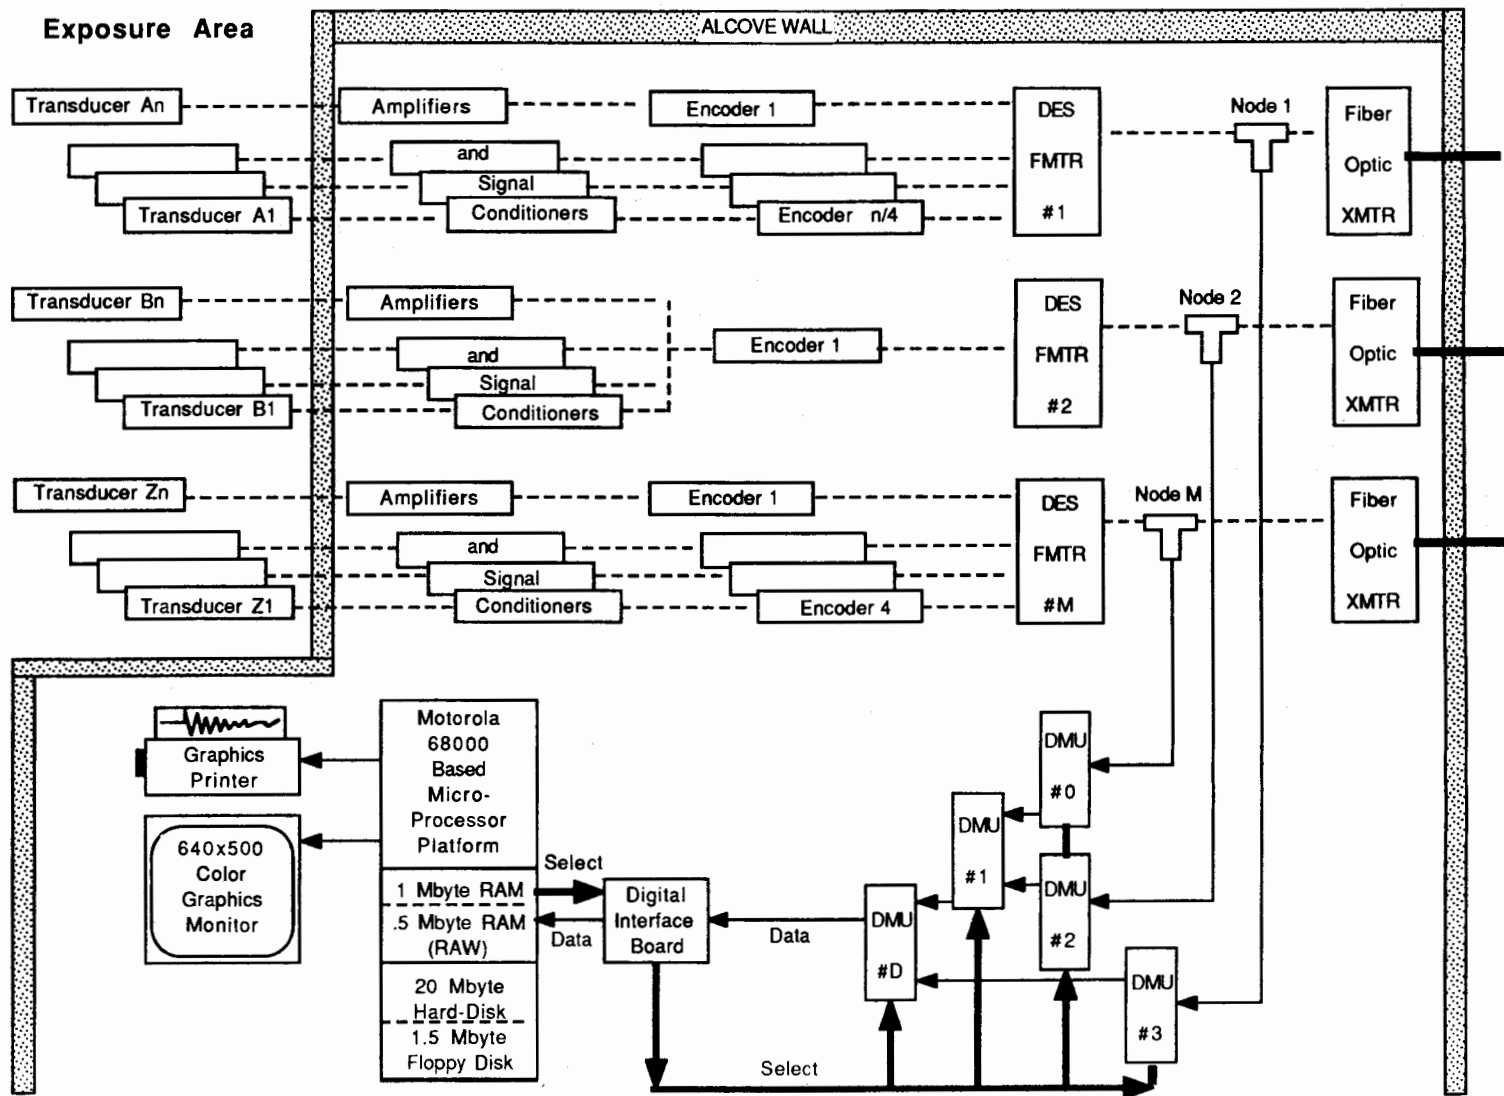 Exposure Area
ALCOVE WALL
Transducer An
Amplifiers
Encoder 1
and
Signal
Transducer A1
Conditioners
Encoder n/4
DES
FMTR
#1
Node 1
Fiber
Optic
XMTR
Transducer Bn
Amplifiers
and
Signal
Transducer B1
Conditioners
Encoder 1
DES
FMTR
#2
Node 2
Fiber
Optic
XMTR
Transducer Zn
Amplifiers
Encoder 1
and
Signal
Transducer Z1
Conditioners
Encoder 4
DES
FMTR
#M
Node M
Fiber
Optic
XMTR
Graphics
Printer
640x500
Color
Graphics
Monitor
Motorola
68000
Based
Micro-
Processor
Platform
1 Mbyte RAM
.5 Mbyte RAM
(RAW)
20 Mbyte
Hard-Disk
1.5 Mbyte
Floppy Disk
Select
Data
Digital
Interface
Board
Data
DMU
#D
DMU
#1
DMU
#0
DMU
#2
DMU
#3
Select